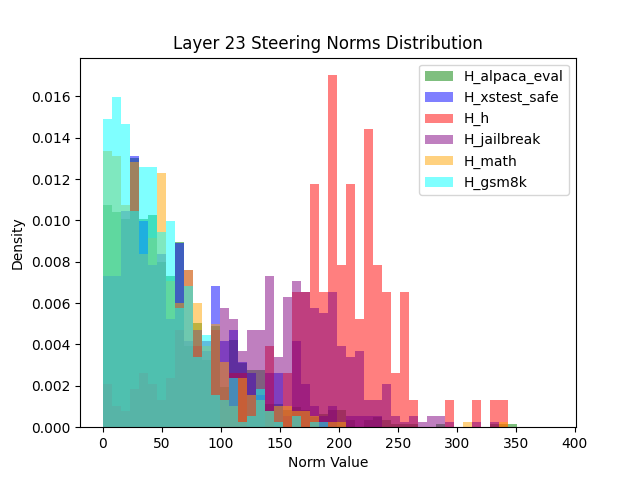 Layer 23 Steering Norms Distribution
H_alpaca_eval
H_xstest_safe
H_h
H_jailbreak
H_math
H_gsm8k
0.016
0.014
0.012
0.010
0.008
0.006
0.004
0.002
0.000
Density
0 50 100 150 200 250 300 350 400
Norm Value